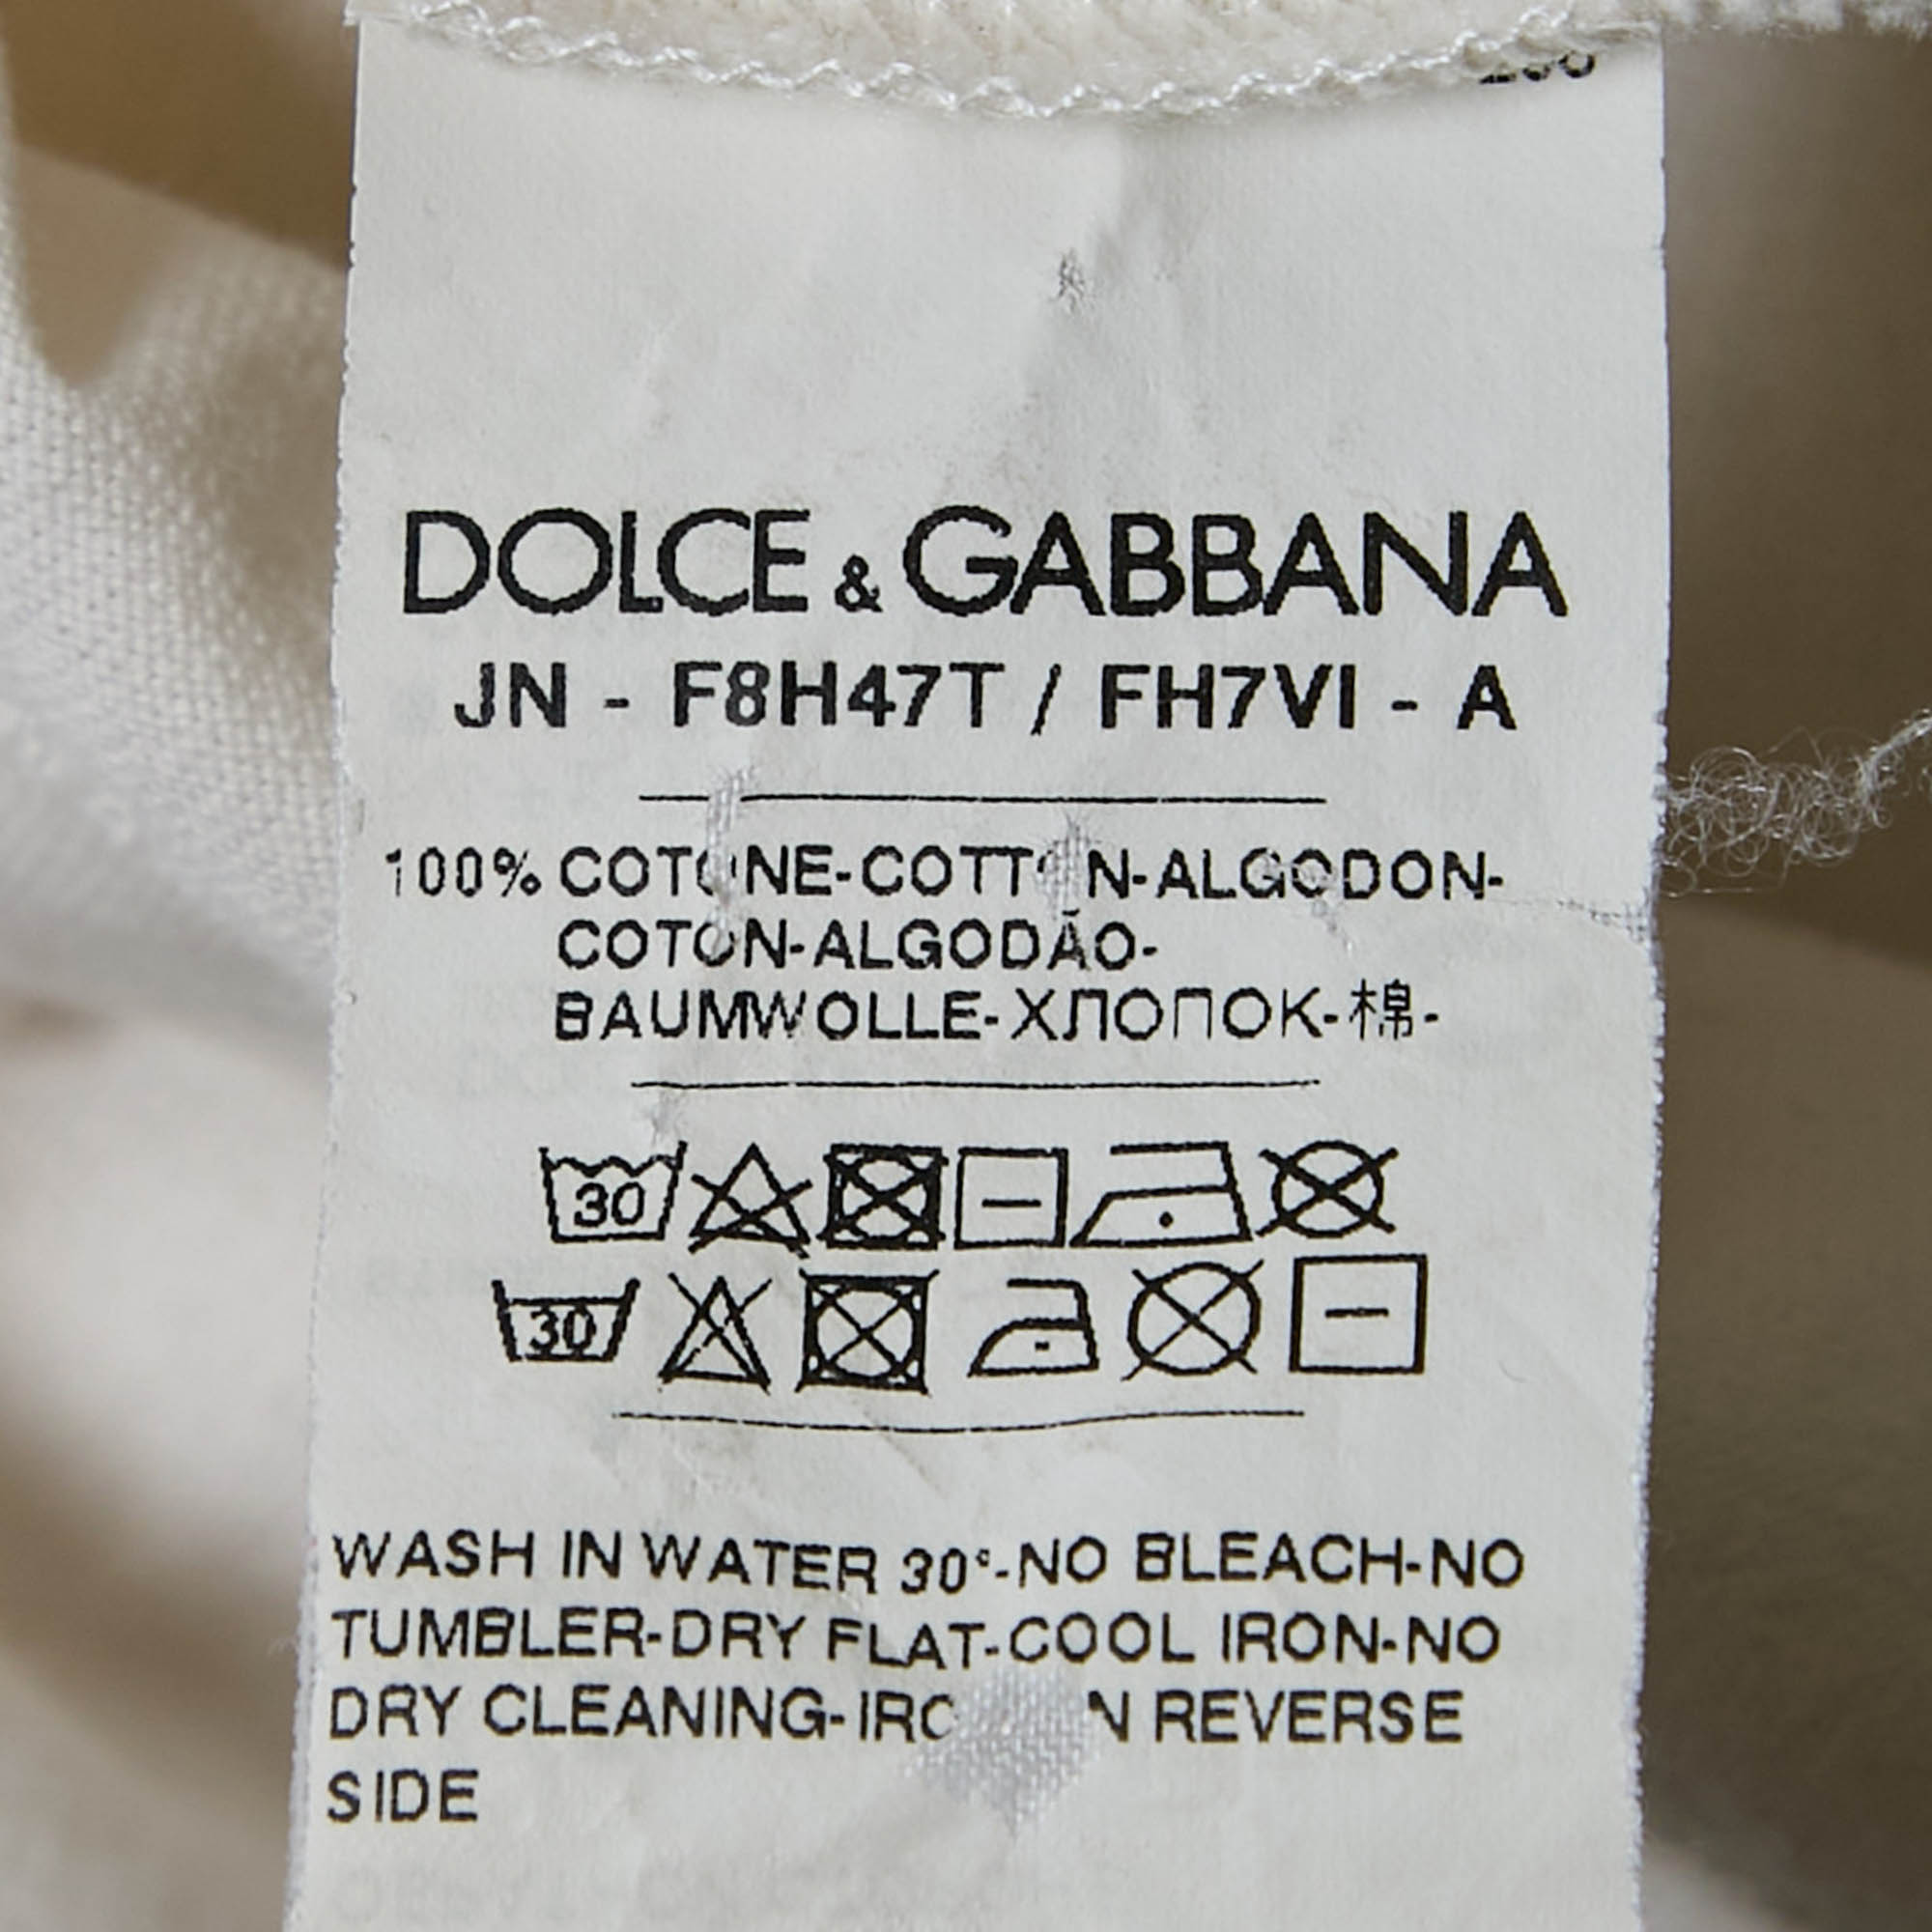 DOLCE & GABBANA
JN - F8H47T / FH7VI - A
100% COTONE-COTTON-ALGODON-
COTON-ALGODÃO-
BAUMWOLLE-ХЛОПОК-棉-
30
30
WASH IN WATER 30°-NO BLEACH-NO
TUMBLER-DRY FLAT-COOL IRON-NO
DRY CLEANING-IRON REVERSE
SIDE